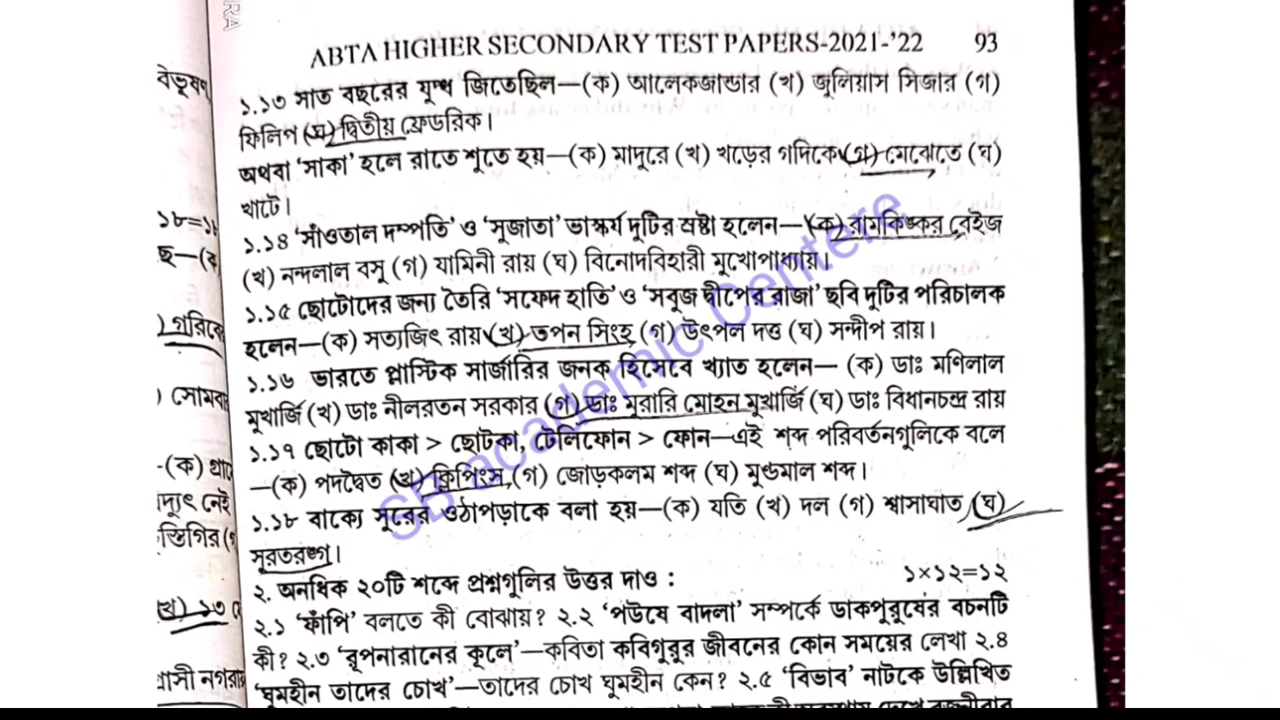 RA
ABTA HIGHER SECONDARY TEST PAPERS-2021-'22 93
১.১৩ সাত বছরের যুদ্ধ জিতেছিল—(ক) আলেকজান্ডার (খ) জুলিয়াস সিজার (গ)
ফিলিপ (ঘ) দ্বিতীয় ফ্রেডরিক।
অথবা 'সাকা' হলে রাতে শুতে হয়—(ক) মাদুরে (খ) খড়ের গদিকে (গ) মেঝেতে (ঘ)
খাটে।
১.১৪ 'সাঁওতাল দম্পতি' ও 'সুজাতা' ভাস্কর্য দুটির স্রষ্টা হলেন—(ক) রামকিঙ্কর বেইজ
(খ) নন্দলাল বসু (গ) যামিনী রায় (ঘ) বিনোদবিহারী মুখোপাধ্যায়।
১.১৫ ছোটোদের জন্য তৈরি 'সফেদ হাতি' ও 'সবুজ দ্বীপের রাজা' ছবি দুটির পরিচালক
হলেন—(ক) সত্যজিৎ রায় (খ) তপন সিংহ (গ) উৎপল দত্ত (ঘ) সন্দীপ রায়।
১.১৬ ভারতে প্লাস্টিক সার্জারির জনক হিসেবে খ্যাত হলেন— (ক) ডাঃ মণিলাল
মুখার্জি (খ) ডাঃ নীলরতন সরকার (গ) ডাঃ মুরারি মোহন মুখার্জি (ঘ) ডাঃ বিধানচন্দ্র রায়
১.১৭ ছোটো কাকা > ছোটকা, টেলিফোন > ফোন—এই শব্দ পরিবর্তনগুলিকে বলে
—(ক) পদদ্বৈত (খ) ক্লিপিংস, (গ) জোড়কলম শব্দ (ঘ) মুণ্ডমাল শব্দ।
১.১৮ বাক্যে সুরের ওঠাপড়াকে বলা হয়—(ক) যতি (খ) দল (গ) শ্বাসাঘাত (ঘ)
সুরতরঙ্গ।
২. অনধিক ২০টি শব্দে প্রশ্নগুলির উত্তর দাও : ১×১২=১২
২.১ 'ফাঁপি' বলতে কী বোঝায়? ২.২ 'পউষে বাদলা' সম্পর্কে ডাকপুরুষের বচনটি
কী? ২.৩ 'রূপনারানের কূলে'—কবিতা কবিগুরুর জীবনের কোন সময়ের লেখা ২.৪
'ঘুমহীন তাদের চোখ'—তাদের চোখ ঘুমহীন কেন? ২.৫ 'বিভাব' নাটকে উল্লিখিত
SB academic Centere